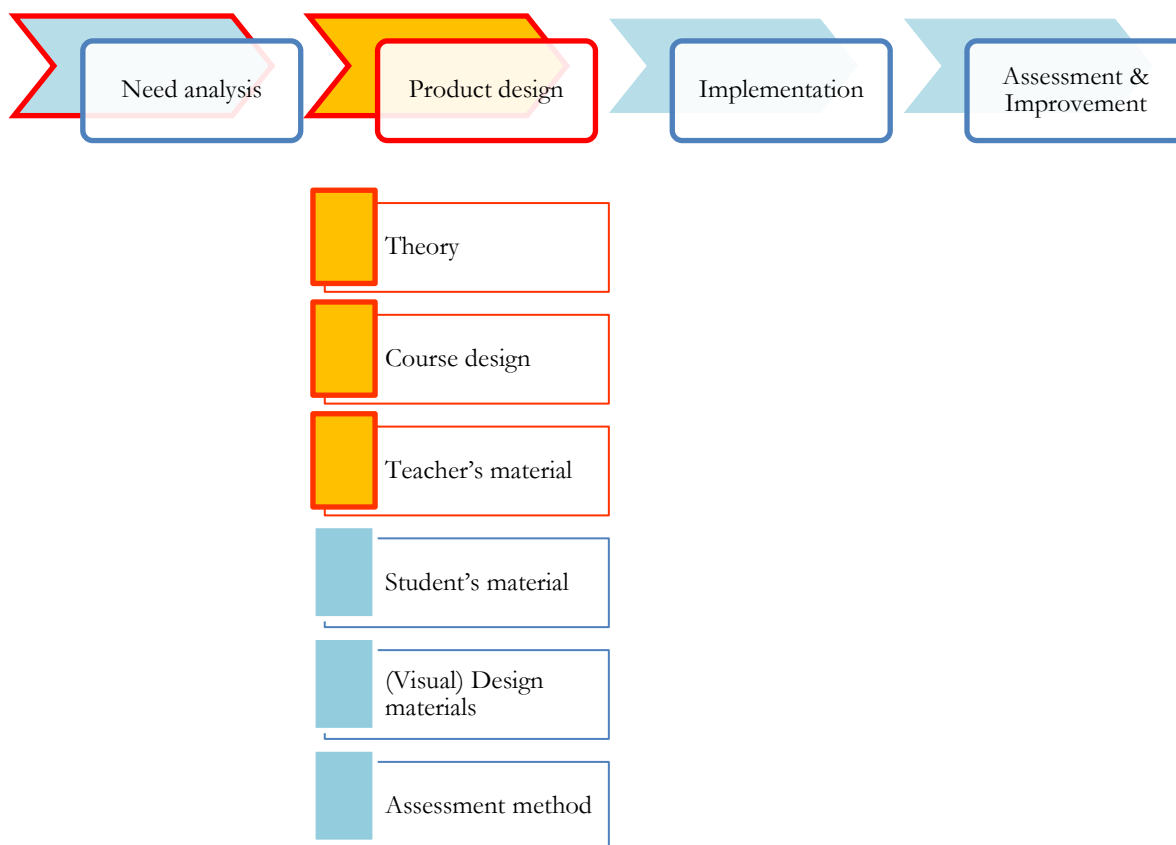 Need analysis
Product design
Implementation
Assessment &
Improvement
Theory
Course design
Teacher’s material
Student’s material
(Visual) Design
materials
Assessment method